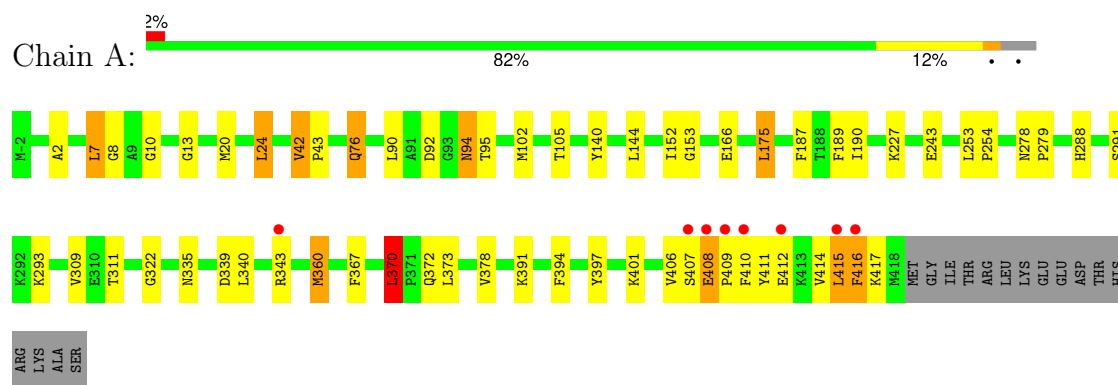 2%
Chain A:
82% 12% • •
M-2 A2 L7 G8 A9 G10 G13 M20 L24 V42 P43 Q76 L90 A91 D92 G93 N94 T95 M102 T105 Y140 L144 I152 G153 E166 L175 F187 T188 F189 I190 K227 E243 L253 P254 N278 P279 H288 S291
K292 K293 V309 E310 T311 G322 N335 D339 L340 R343 M360 F367 L370 P371 Q372 L373 V378 K391 F394 Y397 K401 V406 S407 E408 P409 F410 Y411 E412 K413 V414 L415 F416 K417 M418 MET GLY ILE THR ARG LEU LYS GLU GLU ASP THR HIS
ARG LYS ALA SER